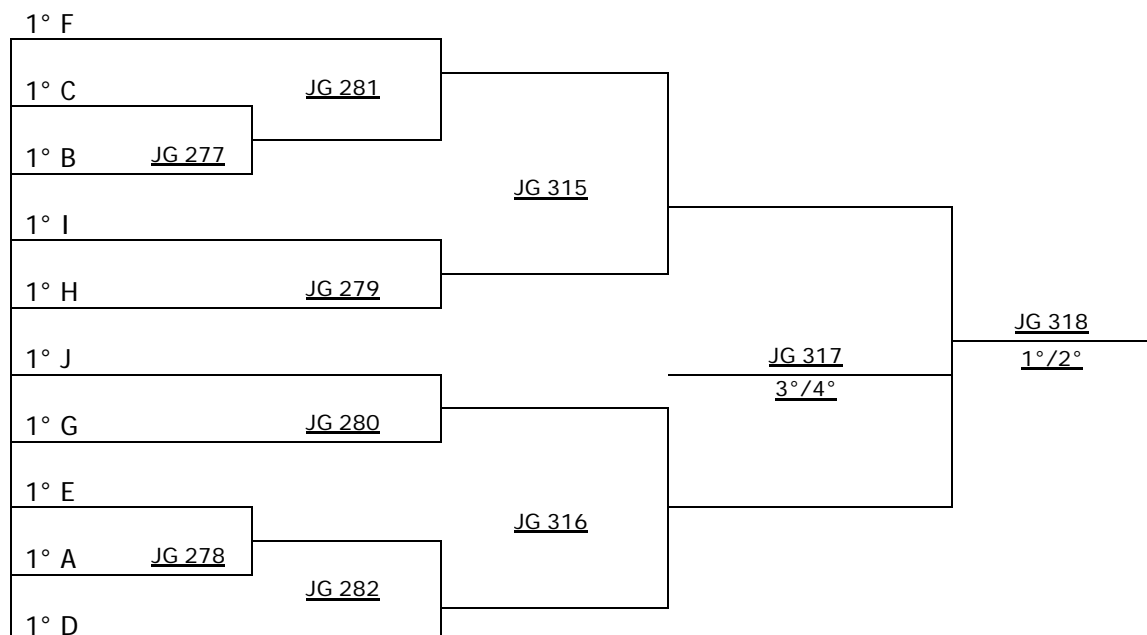 1° F
1° C
JG 281
1° B
JG 277
JG 315
1° I
1° H
JG 279
JG 318
1° J
JG 317
1°/2°
3°/4°
1° G
JG 280
1° E
JG 316
1° A
JG 278
JG 282
1° D